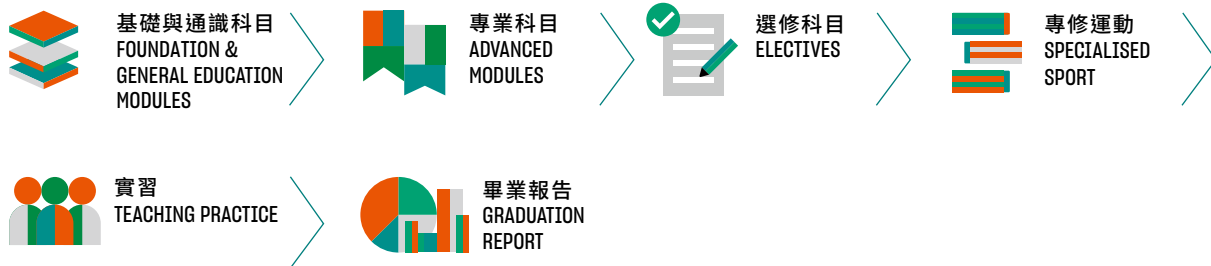 基礎與通識科目
FOUNDATION &
GENERAL EDUCATION
MODULES
專業科目
ADVANCED
MODULES
選修科目
ELECTIVES
專修運動
SPECIALISED
SPORT
實習
TEACHING PRACTICE
畢業報告
GRADUATION
REPORT